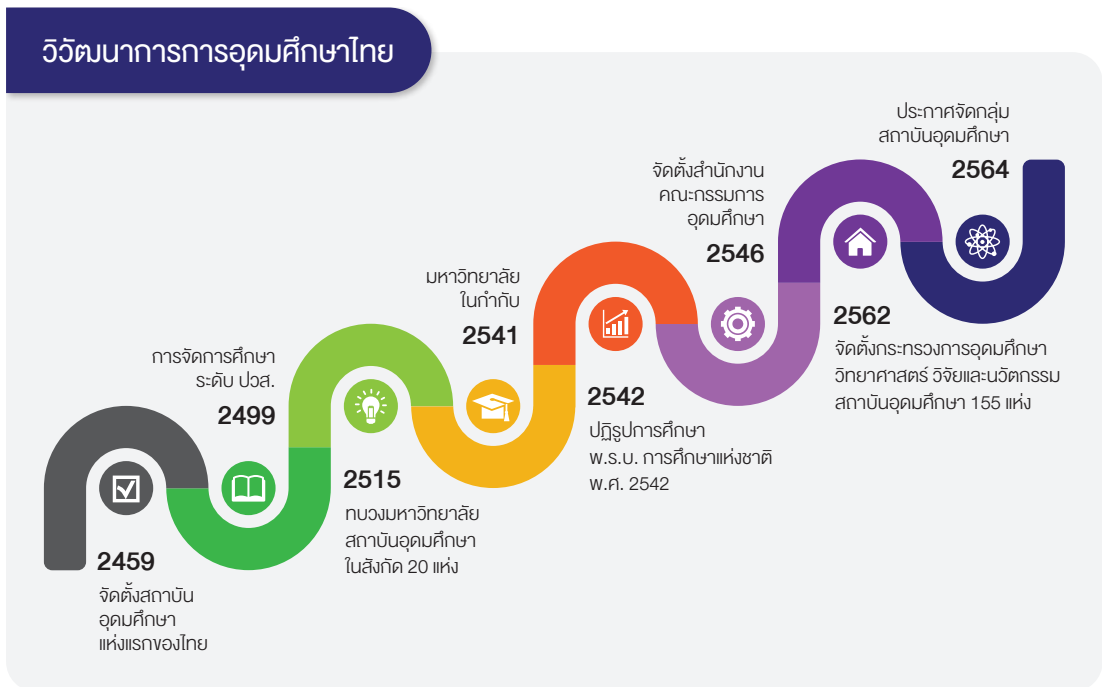 วิวัฒนาการการอุดมศึกษาไทย
2459
จัดตั้งสถาบัน
อุดมศึกษา
แห่งแรกของไทย
การจัดการศึกษา
ระดับ ปวส.
2499
2515
ทบวงมหาวิทยาลัย
สถาบันอุดมศึกษา
ในสังกัด 20 แห่ง
มหาวิทยาลัย
ในกำกับ
2541
2542
ปฏิรูปการศึกษา
พ.ร.บ. การศึกษาแห่งชาติ
พ.ศ. 2542
จัดตั้งสำนักงาน
คณะกรรมการ
อุดมศึกษา
2546
2562
จัดตั้งกระทรวงการอุดมศึกษา
วิทยาศาสตร์ วิจัยและนวัตกรรม
สถาบันอุดมศึกษา 155 แห่ง
ประกาศจัดกลุ่ม
สถาบันอุดมศึกษา
2564